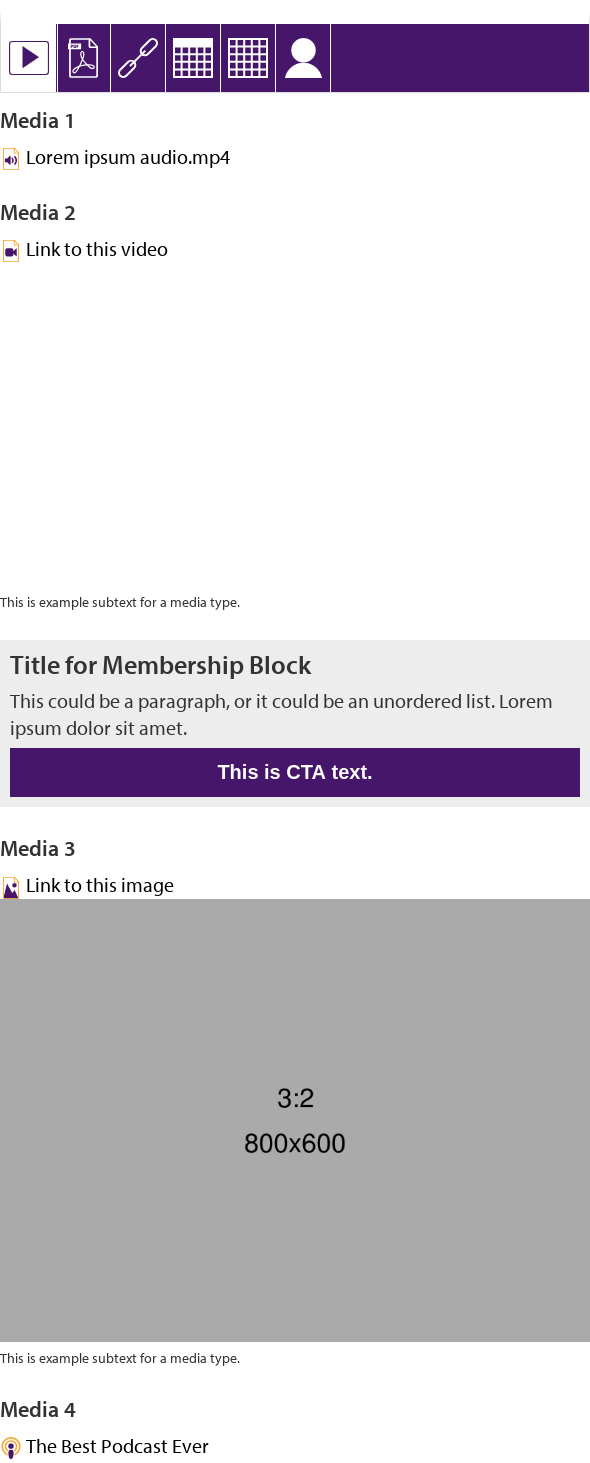 PDF
Media 1
Lorem ipsum audio.mp4
Media 2
Link to this video
This is example subtext for a media type.
Title for Membership Block
This could be a paragraph, or it could be an unordered list. Lorem
ipsum dolor sit amet.
This is CTA text.
Media 3
Link to this image
3:2
800x600
This is example subtext for a media type.
Media 4
The Best Podcast Ever